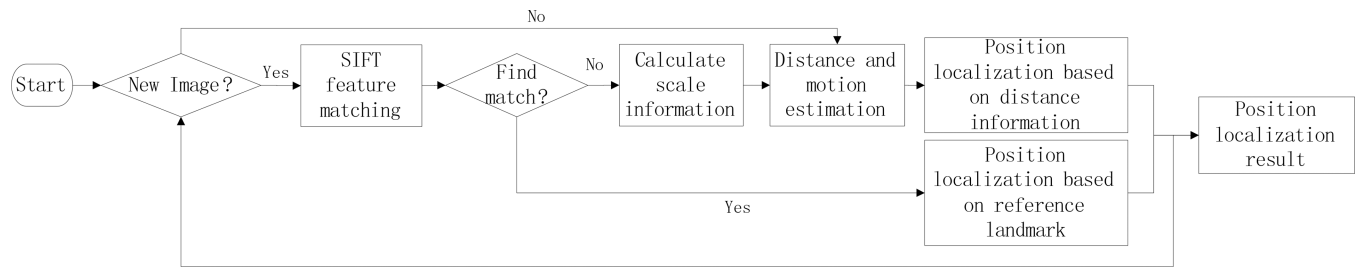 No
Start
New Image?
Yes
SIFT
feature
matching
Find
match?
No
Calculate
scale
information
Distance and
motion
estimation
Position
localization based
on distance
information
Position
localization based
on reference
landmark
Yes
Position
localization
result